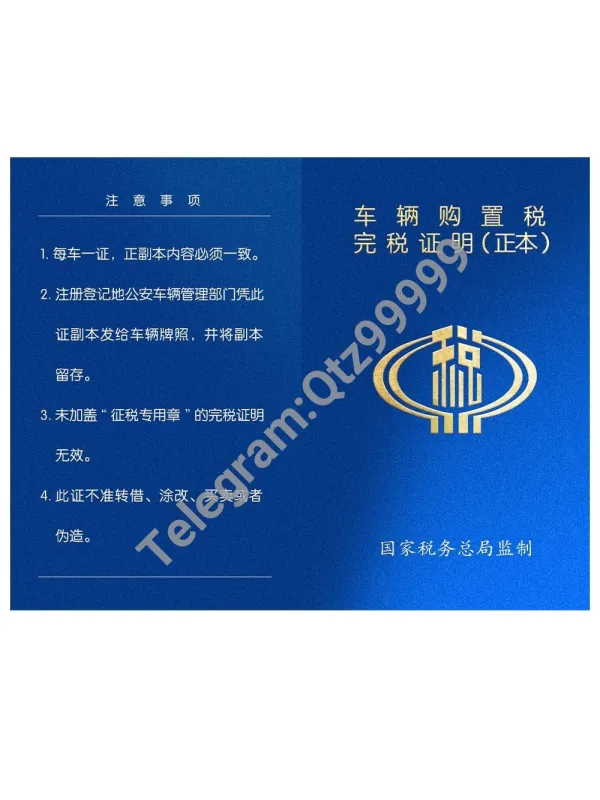 注意事项
1. 每车一证，正副本内容必须一致。
2. 注册登记地公安车辆管理部门凭此
证副本发给车辆牌照，并将副本
留存。
3. 未加盖“征税专用章”的完税证明
无效。
4. 此证不准转借、涂改、买卖或者
伪造。
车辆购置税
完税证明(正本)
税
国家税务总局监制
Telegram:Qtz99999